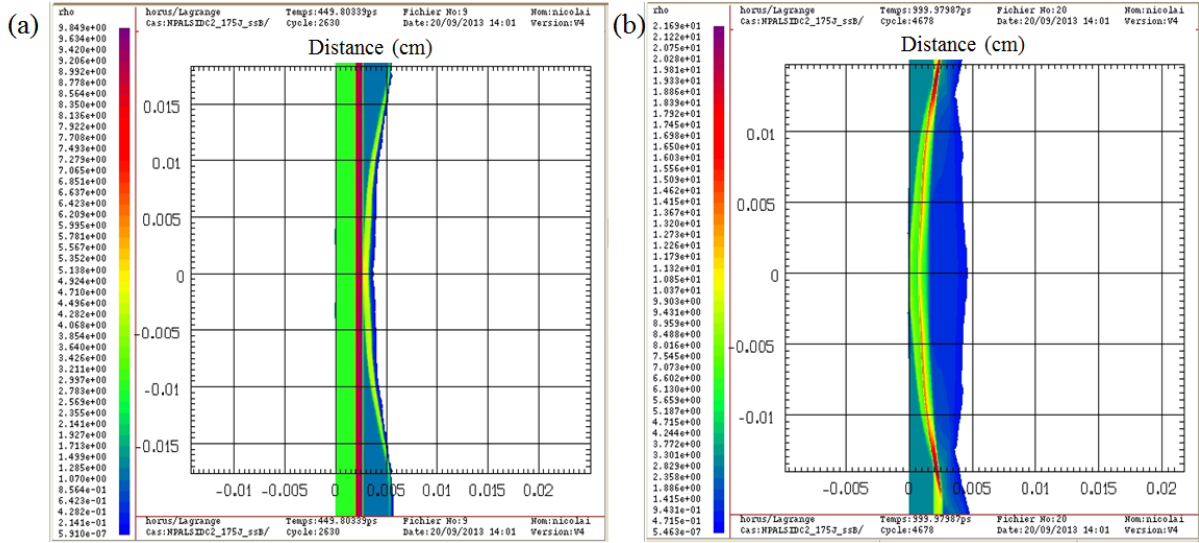 (a)
rho
horus/Lagrange Temps:449.80339ps Fichier No:9 Nom:nicolai
Cas:NPALSIDC2_175J_ssB/ Cycle:2630 Date:20/09/2013 14:01 Version:V4
Distance (cm)
9.849e+00
9.634e+00
9.420e+00
9.206e+00
8.992e+00
8.778e+00
8.564e+00
8.350e+00
8.136e+00
7.922e+00
7.708e+00
7.493e+00
7.279e+00
7.065e+00
6.851e+00
6.637e+00
6.423e+00
6.209e+00
5.995e+00
5.781e+00
5.567e+00
5.352e+00
5.138e+00
4.924e+00
4.710e+00
4.496e+00
4.282e+00
4.068e+00
3.854e+00
3.640e+00
3.426e+00
3.211e+00
2.997e+00
2.783e+00
2.569e+00
2.355e+00
2.141e+00
1.927e+00
1.713e+00
1.499e+00
1.285e+00
1.070e+00
8.564e-01
6.423e-01
4.282e-01
2.141e-01
5.910e-07
0.015
0.01
0.005
0
-0.005
-0.01
-0.015
-0.01 -0.005 0 0.005 0.01 0.015 0.02
horus/Lagrange Temps:449.80339ps Fichier No:9 Nom:nicolai
Cas:NPALSIDC2_175J_ssB/ Cycle:2630 Date:20/09/2013 14:01 Version:V4
(b)
rho
horus/Lagrange Temps:999.97987ps Fichier No:20 Nom:nicolai
Cas:NPALSIDC2_175J_ssB/ Cycle:4678 Date:20/09/2013 14:01 Version:V4
Distance (cm)
2.169e+01
2.122e+01
2.075e+01
2.028e+01
1.981e+01
1.933e+01
1.886e+01
1.839e+01
1.792e+01
1.745e+01
1.698e+01
1.650e+01
1.603e+01
1.556e+01
1.509e+01
1.462e+01
1.415e+01
1.367e+01
1.320e+01
1.273e+01
1.226e+01
1.179e+01
1.132e+01
1.085e+01
1.037e+01
9.903e+00
9.431e+00
8.959e+00
8.488e+00
8.016e+00
7.545e+00
7.073e+00
6.602e+00
6.130e+00
5.659e+00
5.187e+00
4.715e+00
4.244e+00
3.772e+00
3.301e+00
2.829e+00
2.358e+00
1.886e+00
1.415e+00
9.431e-01
4.715e-01
5.463e-07
0.01
0.005
0
-0.005
-0.01
-0.005 0 0.005 0.01 0.015 0.02
horus/Lagrange Temps:999.97987ps Fichier No:20 Nom:nicolai
Cas:NPALSIDC2_175J_ssB/ Cycle:4678 Date:20/09/2013 14:01 Version:V4